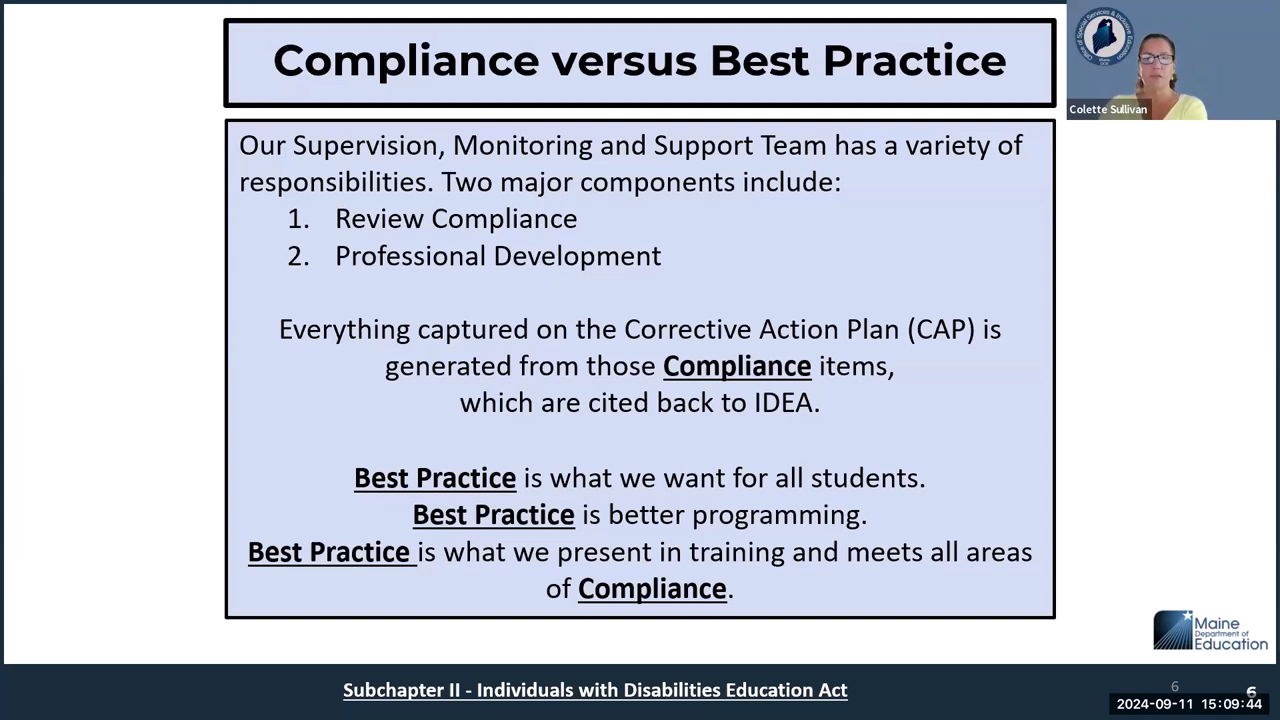 Compliance versus Best Practice
Our Supervision, Monitoring and Support Team has a variety of
responsibilities. Two major components include:
1. Review Compliance
2. Professional Development
Everything captured on the Corrective Action Plan (CAP) is
generated from those Compliance items,
which are cited back to IDEA.
Best Practice is what we want for all students.
Best Practice is better programming.
Best Practice is what we present in training and meets all areas
of Compliance.
Colette Sullivan
Maine
Department of
Education
Subchapter II - Individuals with Disabilities Education Act
6
6
2024-09-11 15:09:44